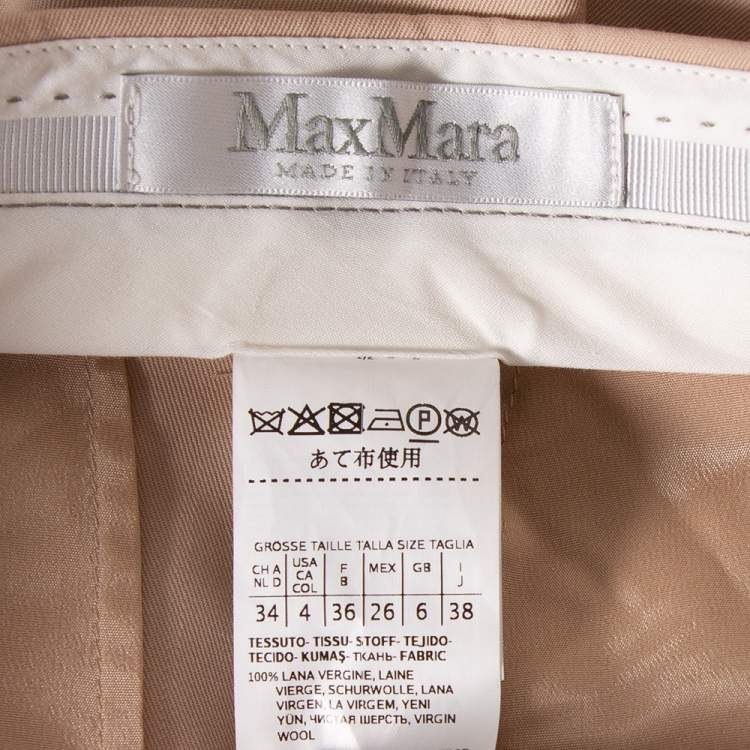 MaxMara
MADE IN ITALY
P W
あて布使用
GRÖSSE TAILLE TALLA SIZE TAGLIA
CH A NL D USA CA COL F B MEX GB I J
34 4 36 26 6 38
TESSUTO- TISSU- STOFF- TEJIDO-
TECIDO- KUMAŞ- ТКАНЬ- FABRIC
100% LANA VERGINE, LAINE
VIERGE, SCHURWOLLE, LANA
VIRGEN, LÃ VIRGEM, YENI
YÜN, ЧИСТАЯ ШЕРСТЬ, VIRGIN
WOOL